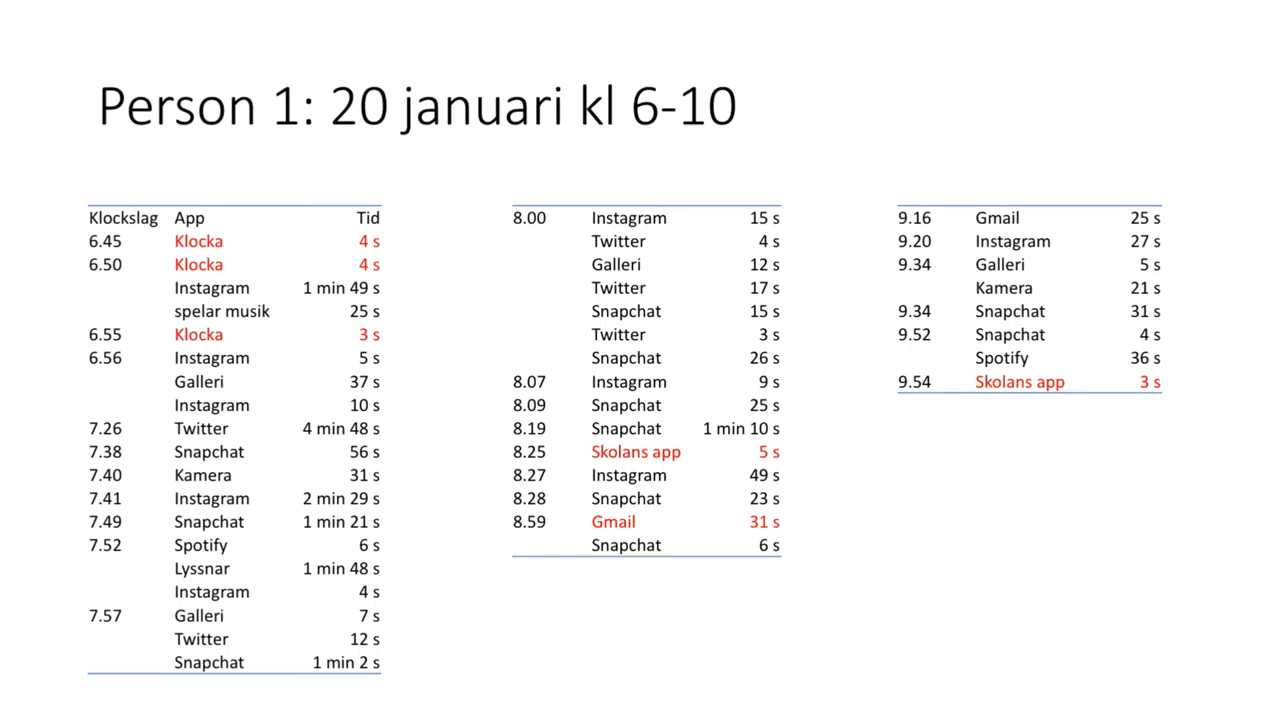 Person 1: 20 januari kl 6-10
Klockslag App Tid
6.45 Klocka 4 s
6.50 Klocka 4 s
Instagram 1 min 49 s
spelar musik 25 s
6.55 Klocka 3 s
6.56 Instagram 5 s
Galleri 37 s
Instagram 10 s
7.26 Twitter 4 min 48 s
7.38 Snapchat 56 s
7.40 Kamera 31 s
7.41 Instagram 2 min 29 s
7.49 Snapchat 1 min 21 s
7.52 Spotify 6 s
Lyssnar 1 min 48 s
Instagram 4 s
7.57 Galleri 7 s
Twitter 12 s
Snapchat 1 min 2 s
8.00 Instagram 15 s
Twitter 4 s
Galleri 12 s
Twitter 17 s
Snapchat 15 s
Twitter 3 s
Snapchat 26 s
8.07 Instagram 9 s
8.09 Snapchat 25 s
8.19 Snapchat 1 min 10 s
8.25 Skolans app 5 s
8.27 Instagram 49 s
8.28 Snapchat 23 s
8.59 Gmail 31 s
Snapchat 6 s
9.16 Gmail 25 s
9.20 Instagram 27 s
9.34 Galleri 5 s
Kamera 21 s
9.34 Snapchat 31 s
9.52 Snapchat 4 s
Spotify 36 s
9.54 Skolans app 3 s